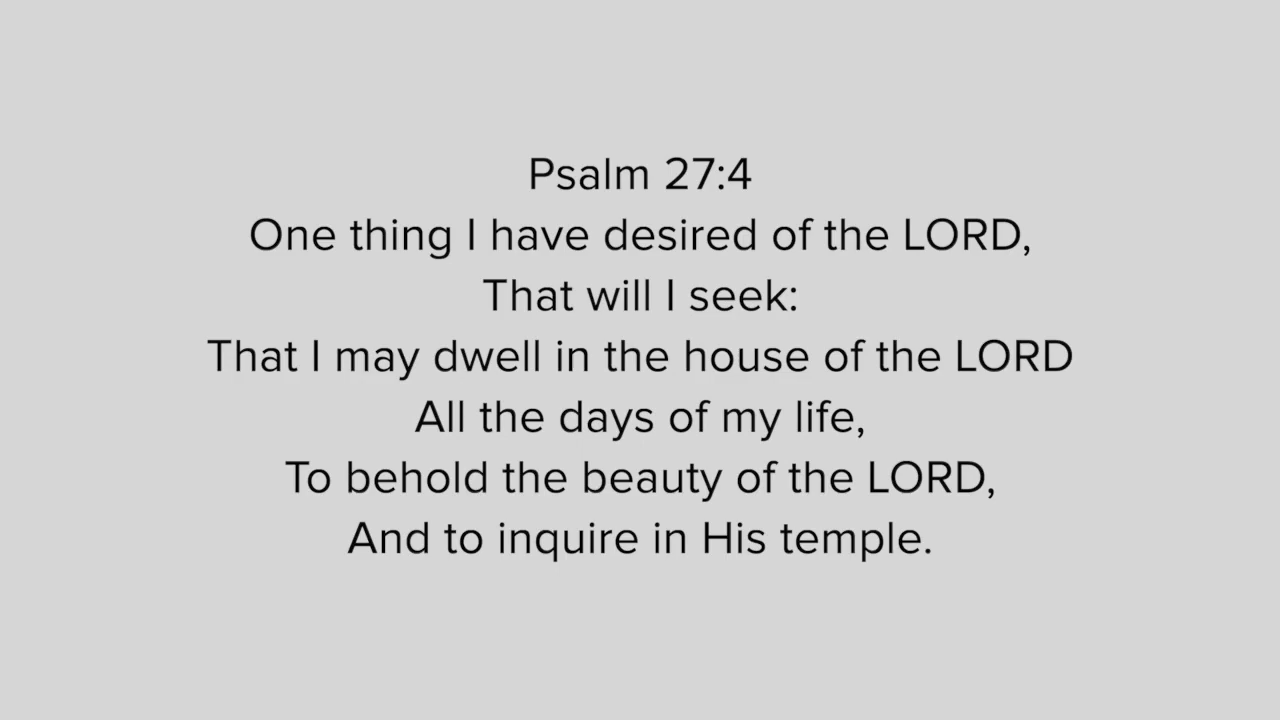 Psalm 27:4
One thing I have desired of the LORD,
That will I seek:
That I may dwell in the house of the LORD
All the days of my life,
To behold the beauty of the LORD,
And to inquire in His temple.